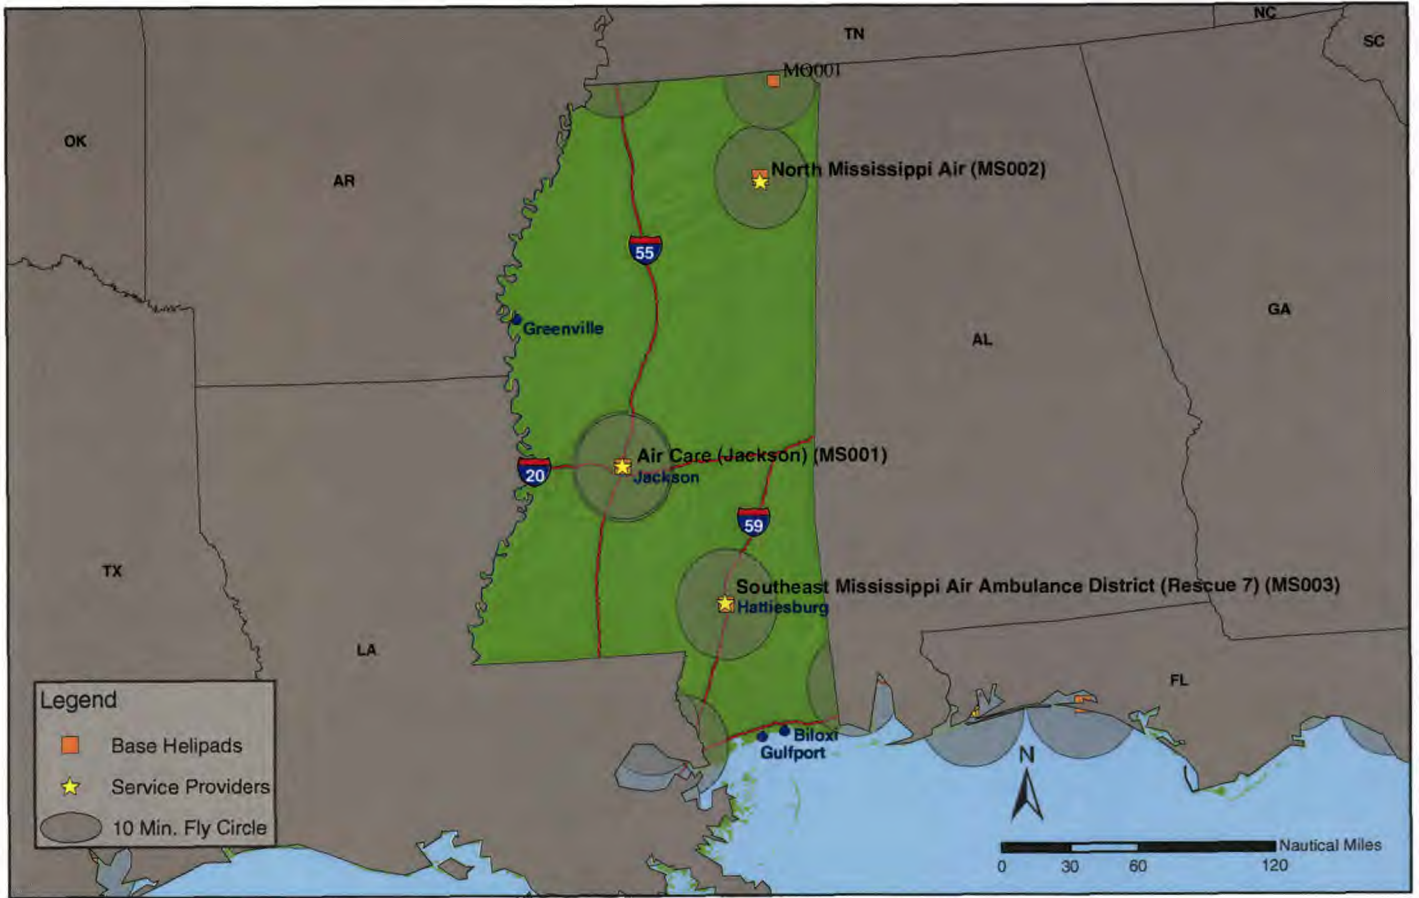 NC
TN
SC
MO001
OK
North Mississippi Air (MS002)
AR
55
GA
Greenville
AL
Air Care (Jackson) (MS001)
20
Jackson
59
TX
Southeast Mississippi Air Ambulance District (Rescue 7) (MS003)
Hattiesburg
LA
FL
Legend
Base Helipads
Service Providers
10 Min. Fly Circle
Biloxi
Gulfport
N
Nautical Miles
0 30 60 120